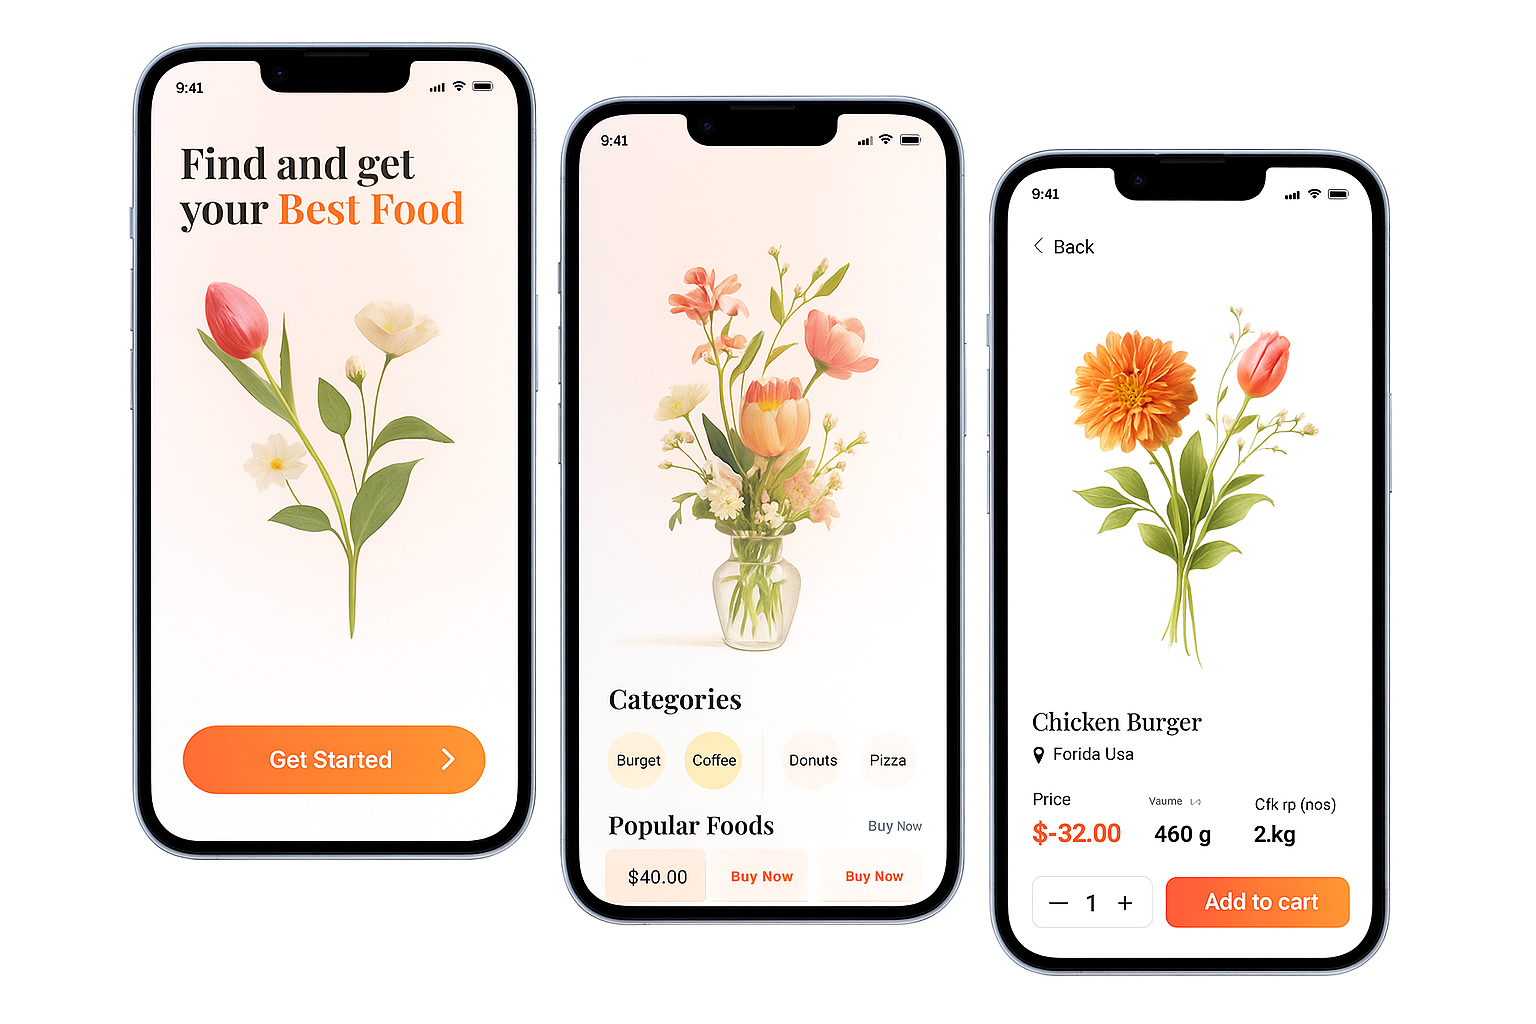 9:41
Find and get
your Best Food
Get Started
9:41
Categories
Burget
Coffee
Donuts
Pizza
Popular Foods
Buy Now
$40.00
Buy Now
Buy Now
9:41
Back
Chicken Burger
Forida Usa
Price
Vaume
Cfk rp (nos)
$-32.00
460 g
2.kg
— 1 +
Add to cart